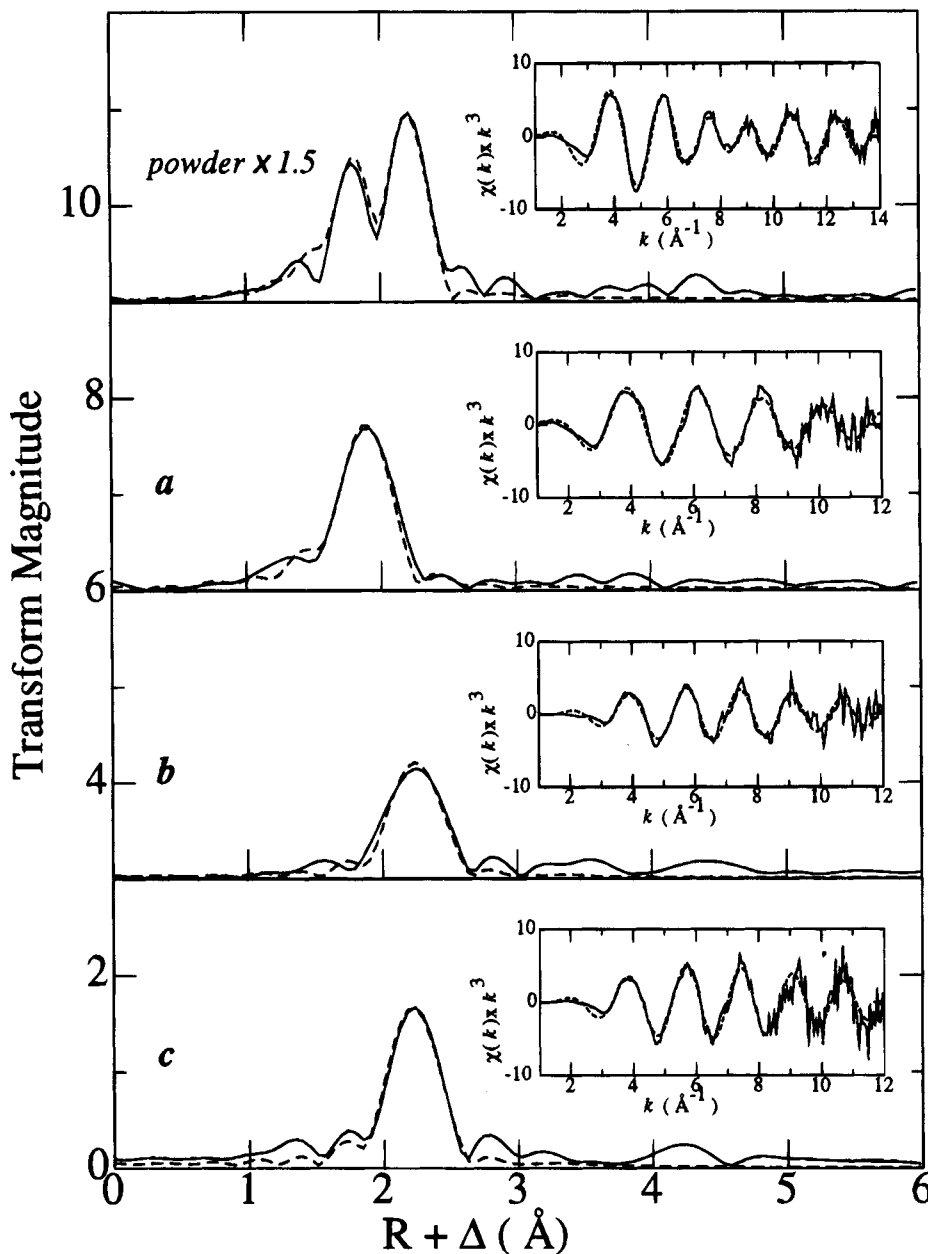 Transform Magnitude
10
8
6
4
2
0
powder x 1.5
10
0
-10
χ(k)x k³
2 4 6 8 10 12 14
k (Å⁻¹)
a
10
0
-10
χ(k)x k³
2 4 6 8 10 12
k (Å⁻¹)
b
10
0
-10
χ(k)x k³
2 4 6 8 10 12
k (Å⁻¹)
c
10
0
-10
χ(k)x k³
2 4 6 8 10 12
k (Å⁻¹)
0 1 2 3 4 5 6
R + Δ ( Å)